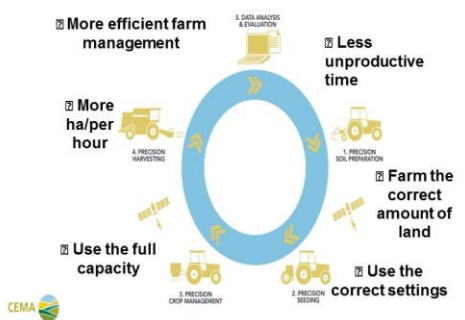 ⍰ More efficient farm
management
5. DATA ANALYSIS
& EVALUATION
⍰ Less
unproductive
time
⍰ More
ha/per
hour
4. PRECISION
HARVESTING
1. PRECISION
SOIL PREPARATION
⍰ Farm the
correct
amount of
land
⍰ Use the full
capacity
3. PRECISION
CROP MANAGEMENT
2. PRECISION
SEEDING
⍰ Use the
correct settings
CEMA